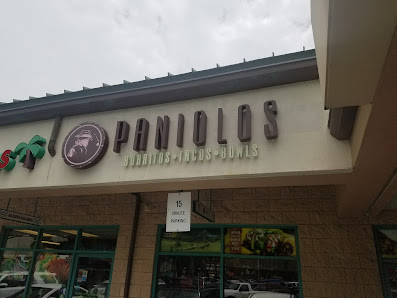 S
PANIOLOS
BURRITOS • TACOS • BOWLS
15
MINUTE
PARKING